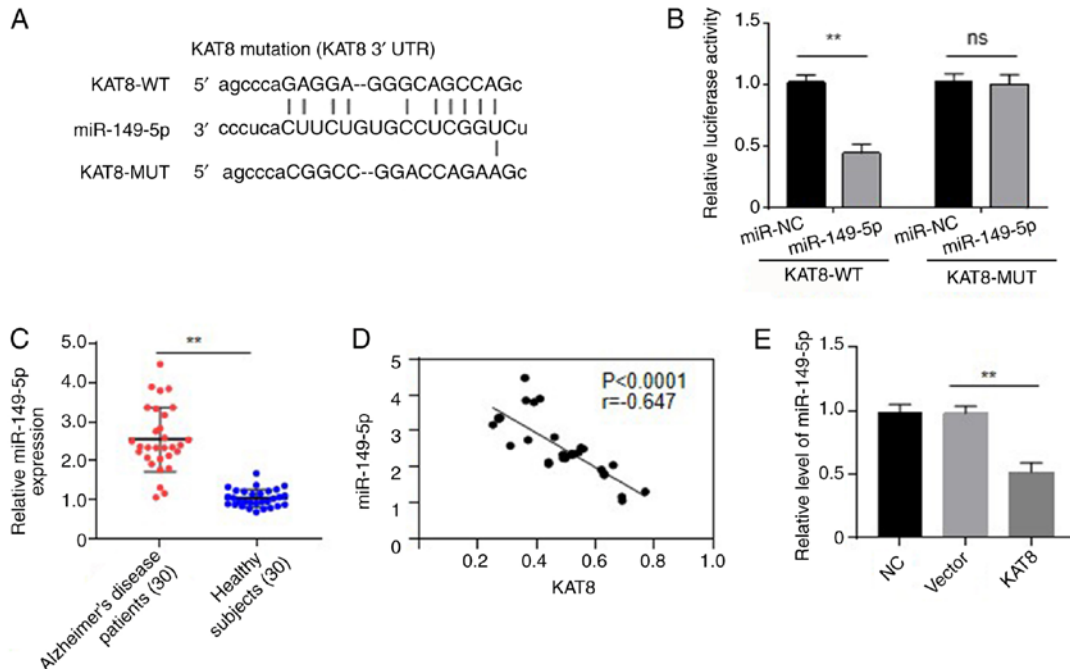 A
KAT8 mutation (KAT8 3′ UTR)
KAT8-WT 5′ agcccaGAGGA--GGGCAGCCAGc
miR-149-5p 3′ cccucaCUUCUGUGCCUCGGUCu
KAT8-MUT 5′ agcccaCGGCC--GGACCAGAAGc
B
Relative luciferase activity
1.5
1.0
0.5
0
**
ns
miR-NC
miR-149-5p
miR-NC
miR-149-5p
KAT8-WT
KAT8-MUT
C
Relative miR-149-5p
expression
5.0
4.0
3.0
2.0
1.0
0
**
Alzheimer's disease
patients (30)
Healthy
subjects (30)
D
miR-149-5p
5
4
3
2
1
0
P<0.0001
r=-0.647
0.2
0.4
0.6
0.8
1.0
KAT8
E
Relative level of miR-149-5p
1.5
1.0
0.5
0
**
NC
Vector
KAT8